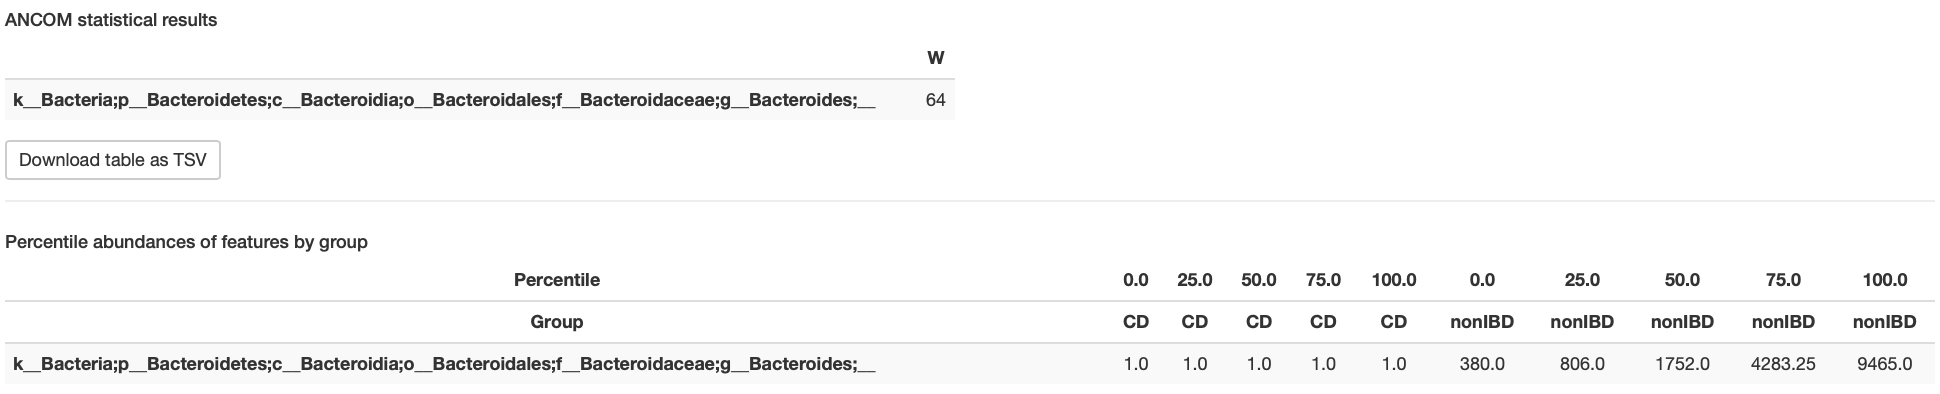 ANCOM statistical results
W
k__Bacteria;p__Bacteroidetes;c__Bacteroidia;o__Bacteroidales;f__Bacteroidaceae;g__Bacteroides;__ 64
Download table as TSV
Percentile abundances of features by group
Percentile 0.0 25.0 50.0 75.0 100.0 0.0 25.0 50.0 75.0 100.0
Group CD CD CD CD CD nonIBD nonIBD nonIBD nonIBD nonIBD
k__Bacteria;p__Bacteroidetes;c__Bacteroidia;o__Bacteroidales;f__Bacteroidaceae;g__Bacteroides;__ 1.0 1.0 1.0 1.0 1.0 380.0 806.0 1752.0 4283.25 9465.0